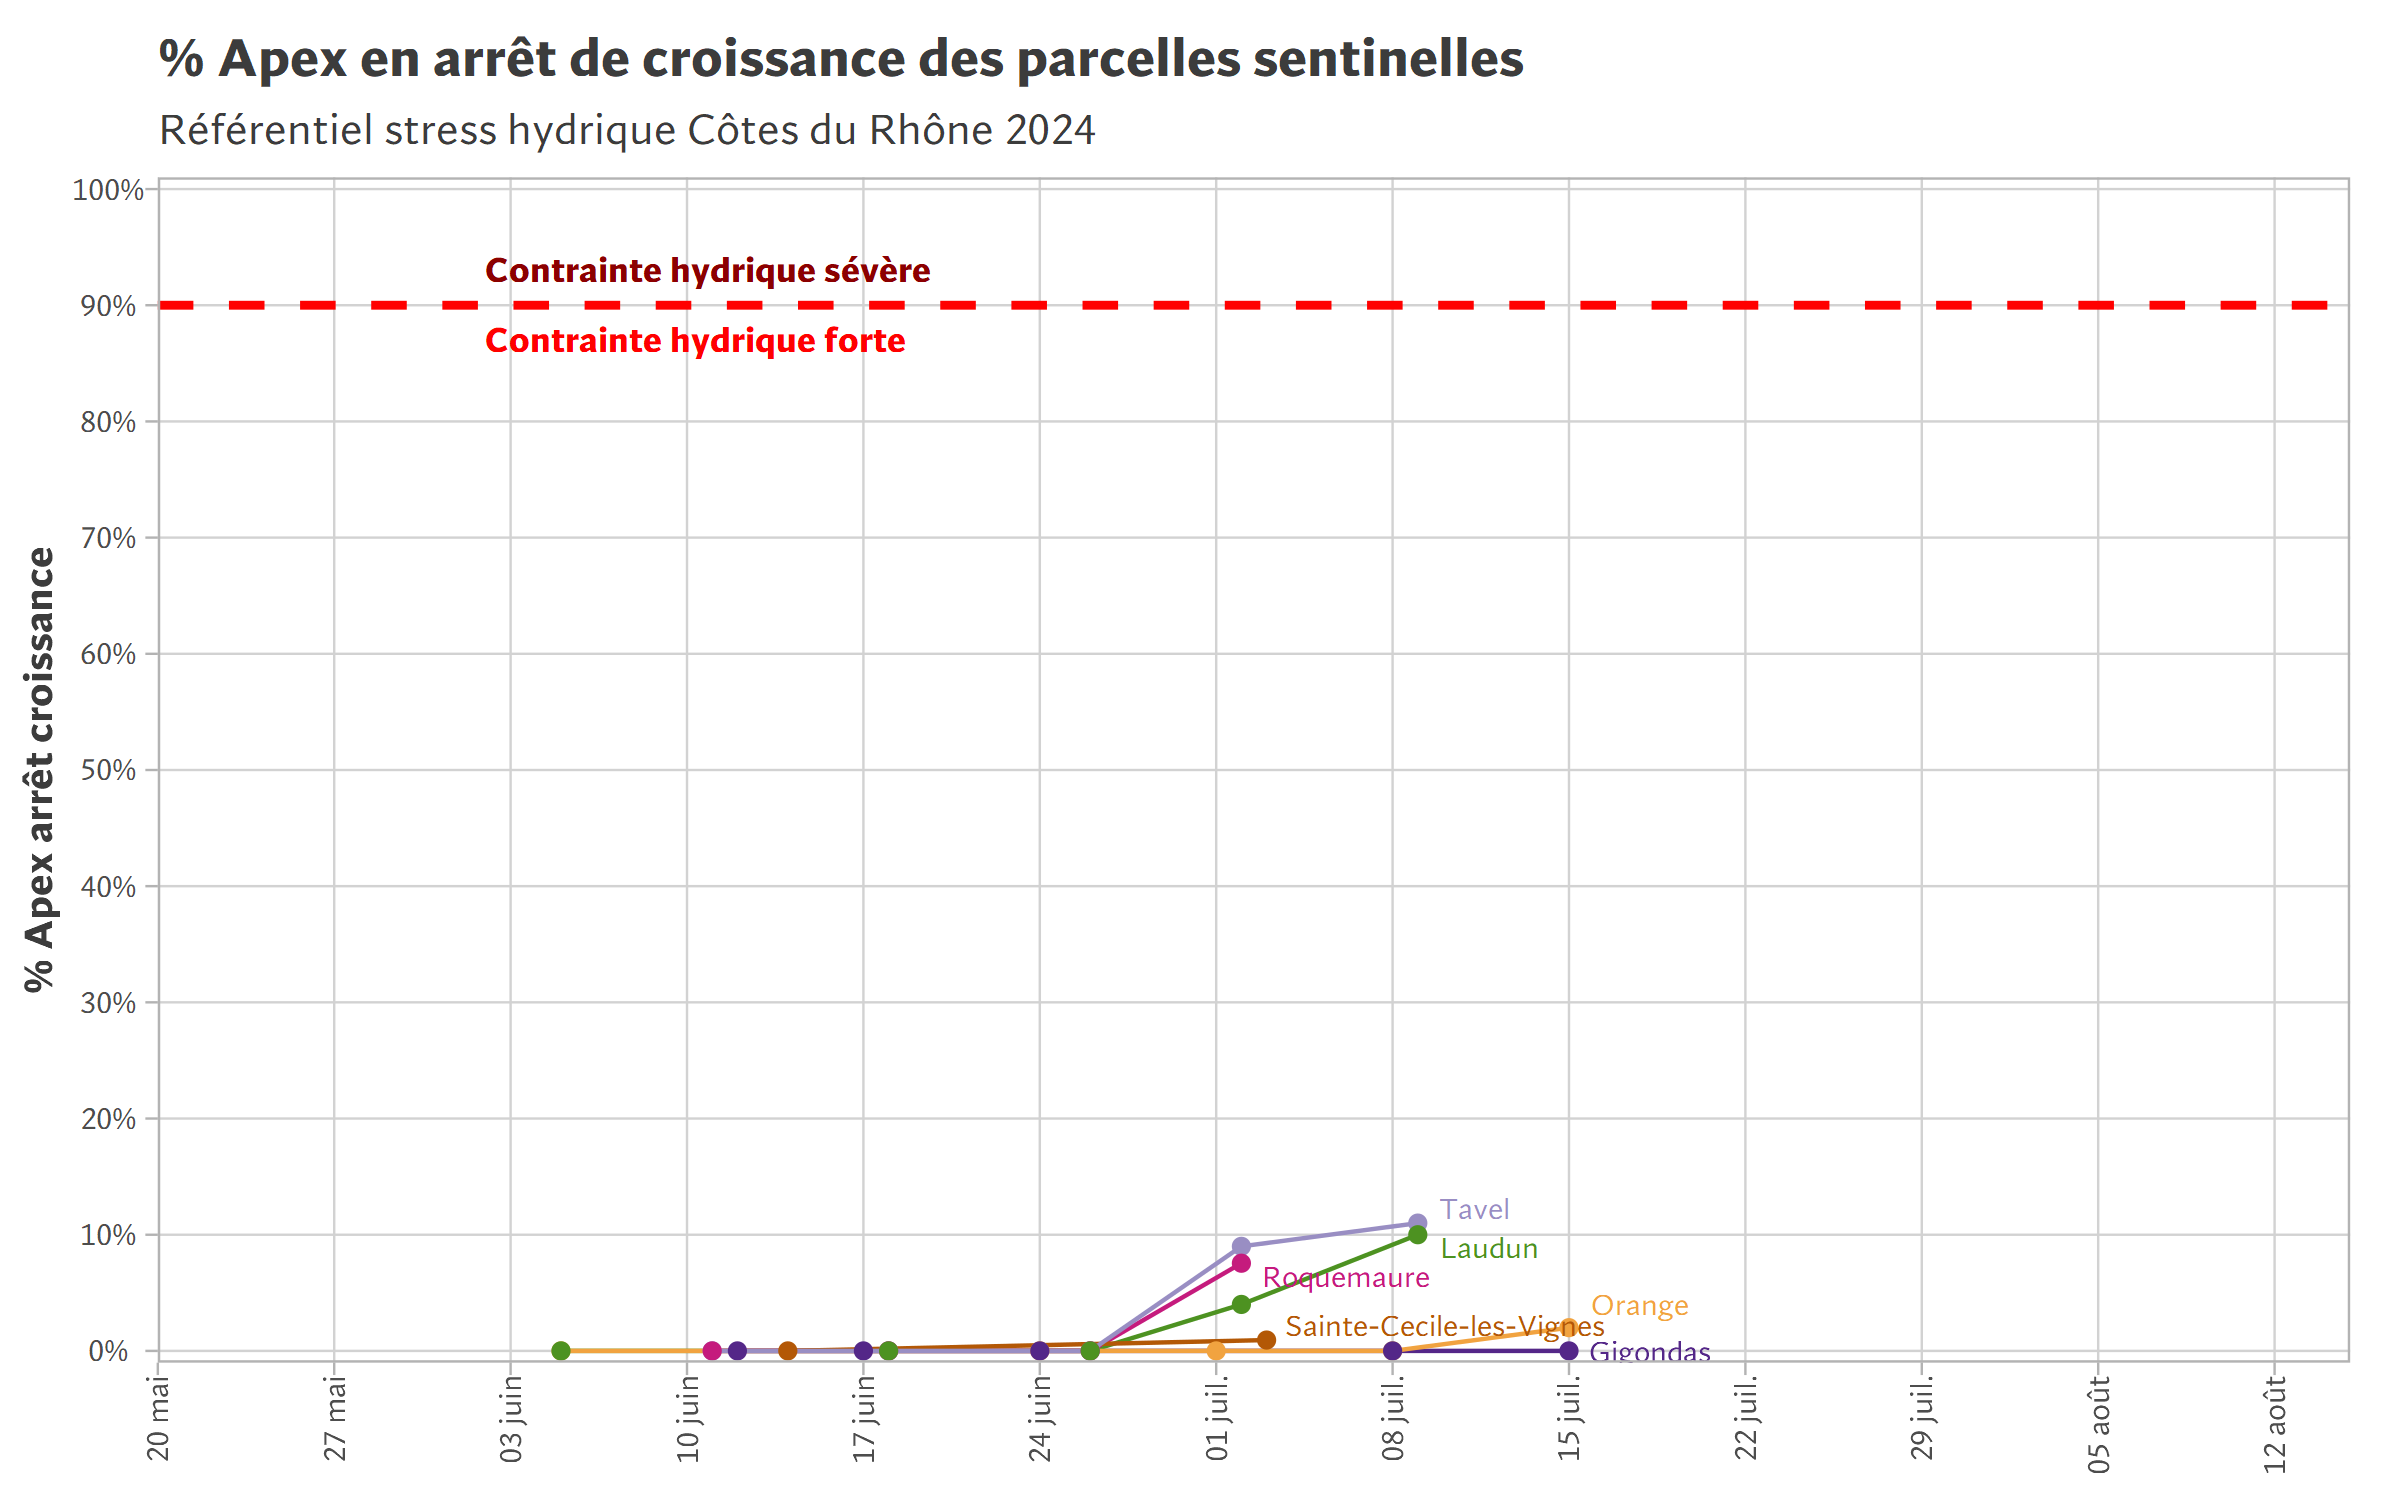 % Apex en arrêt de croissance des parcelles sentinelles
Référentiel stress hydrique Côtes du Rhône 2024
% Apex arrêt croissance
100%
90%
80%
70%
60%
50%
40%
30%
20%
10%
0%
Contrainte hydrique sévère
Contrainte hydrique forte
Tavel
Laudun
Roquemaure
Orange
Sainte-Cecile-les-Vignes
Gigondas
20 mai
27 mai
03 juin
10 juin
17 juin
24 juin
01 juil.
08 juil.
15 juil.
22 juil.
29 juil.
05 août
12 août